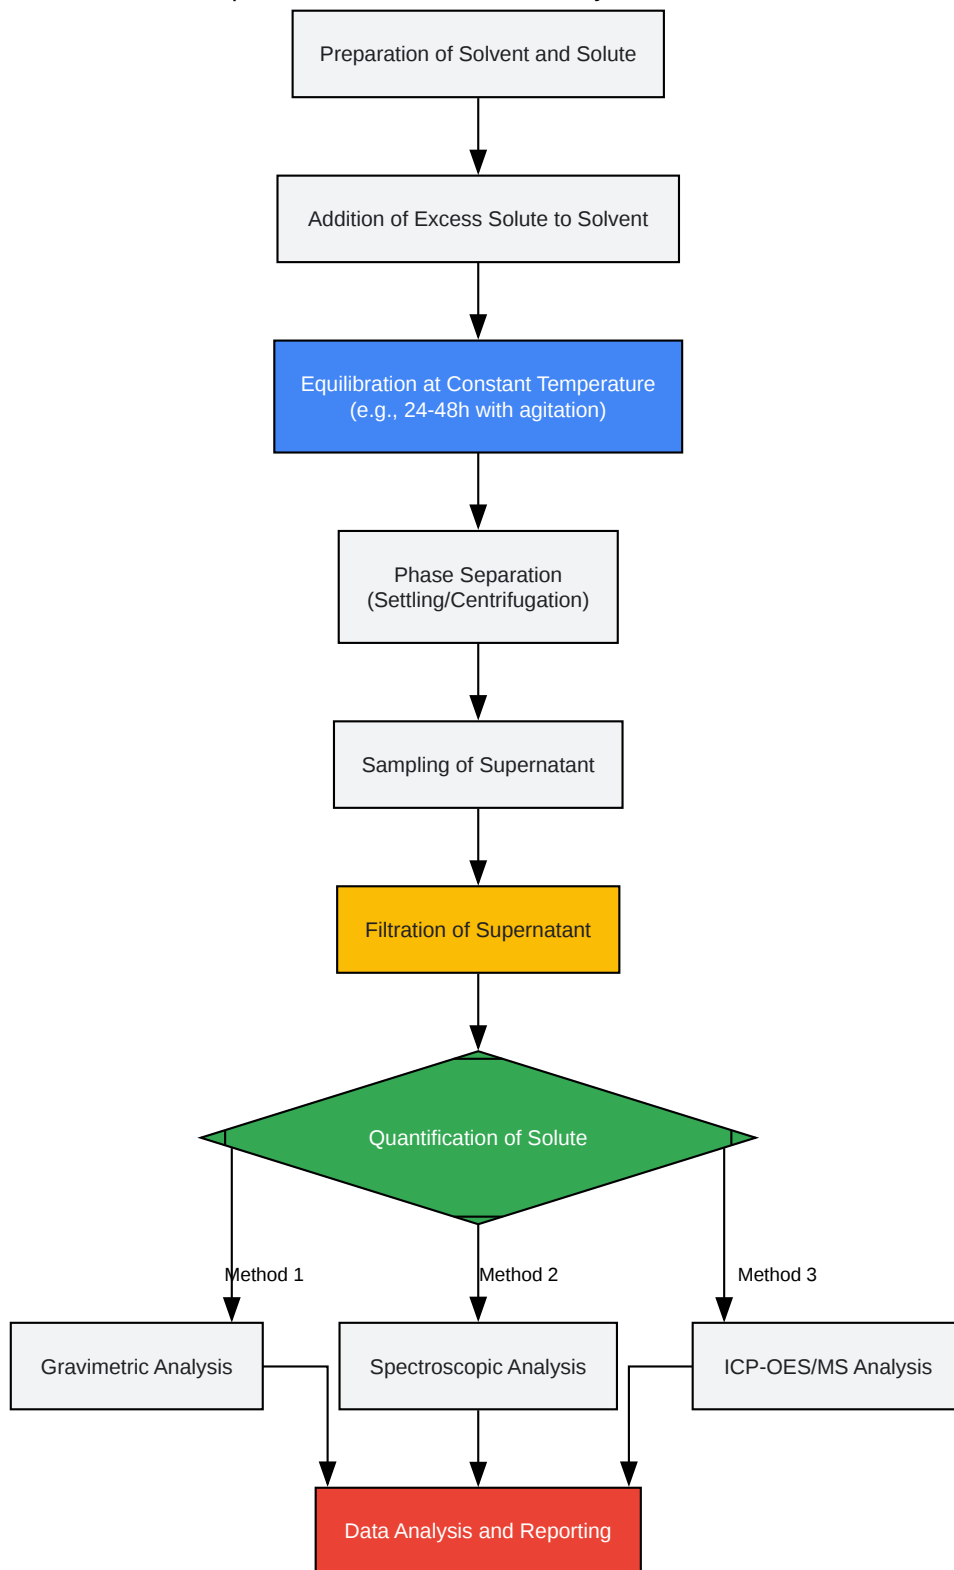 Preparation of Solvent and Solute
Addition of Excess Solute to Solvent
Equilibration at Constant Temperature
(e.g., 24-48h with agitation)
Phase Separation
(Settling/Centrifugation)
Sampling of Supernatant
Filtration of Supernatant
Quantification of Solute
Method 1
Method 2
Method 3
Gravimetric Analysis
Spectroscopic Analysis
ICP-OES/MS Analysis
Data Analysis and Reporting